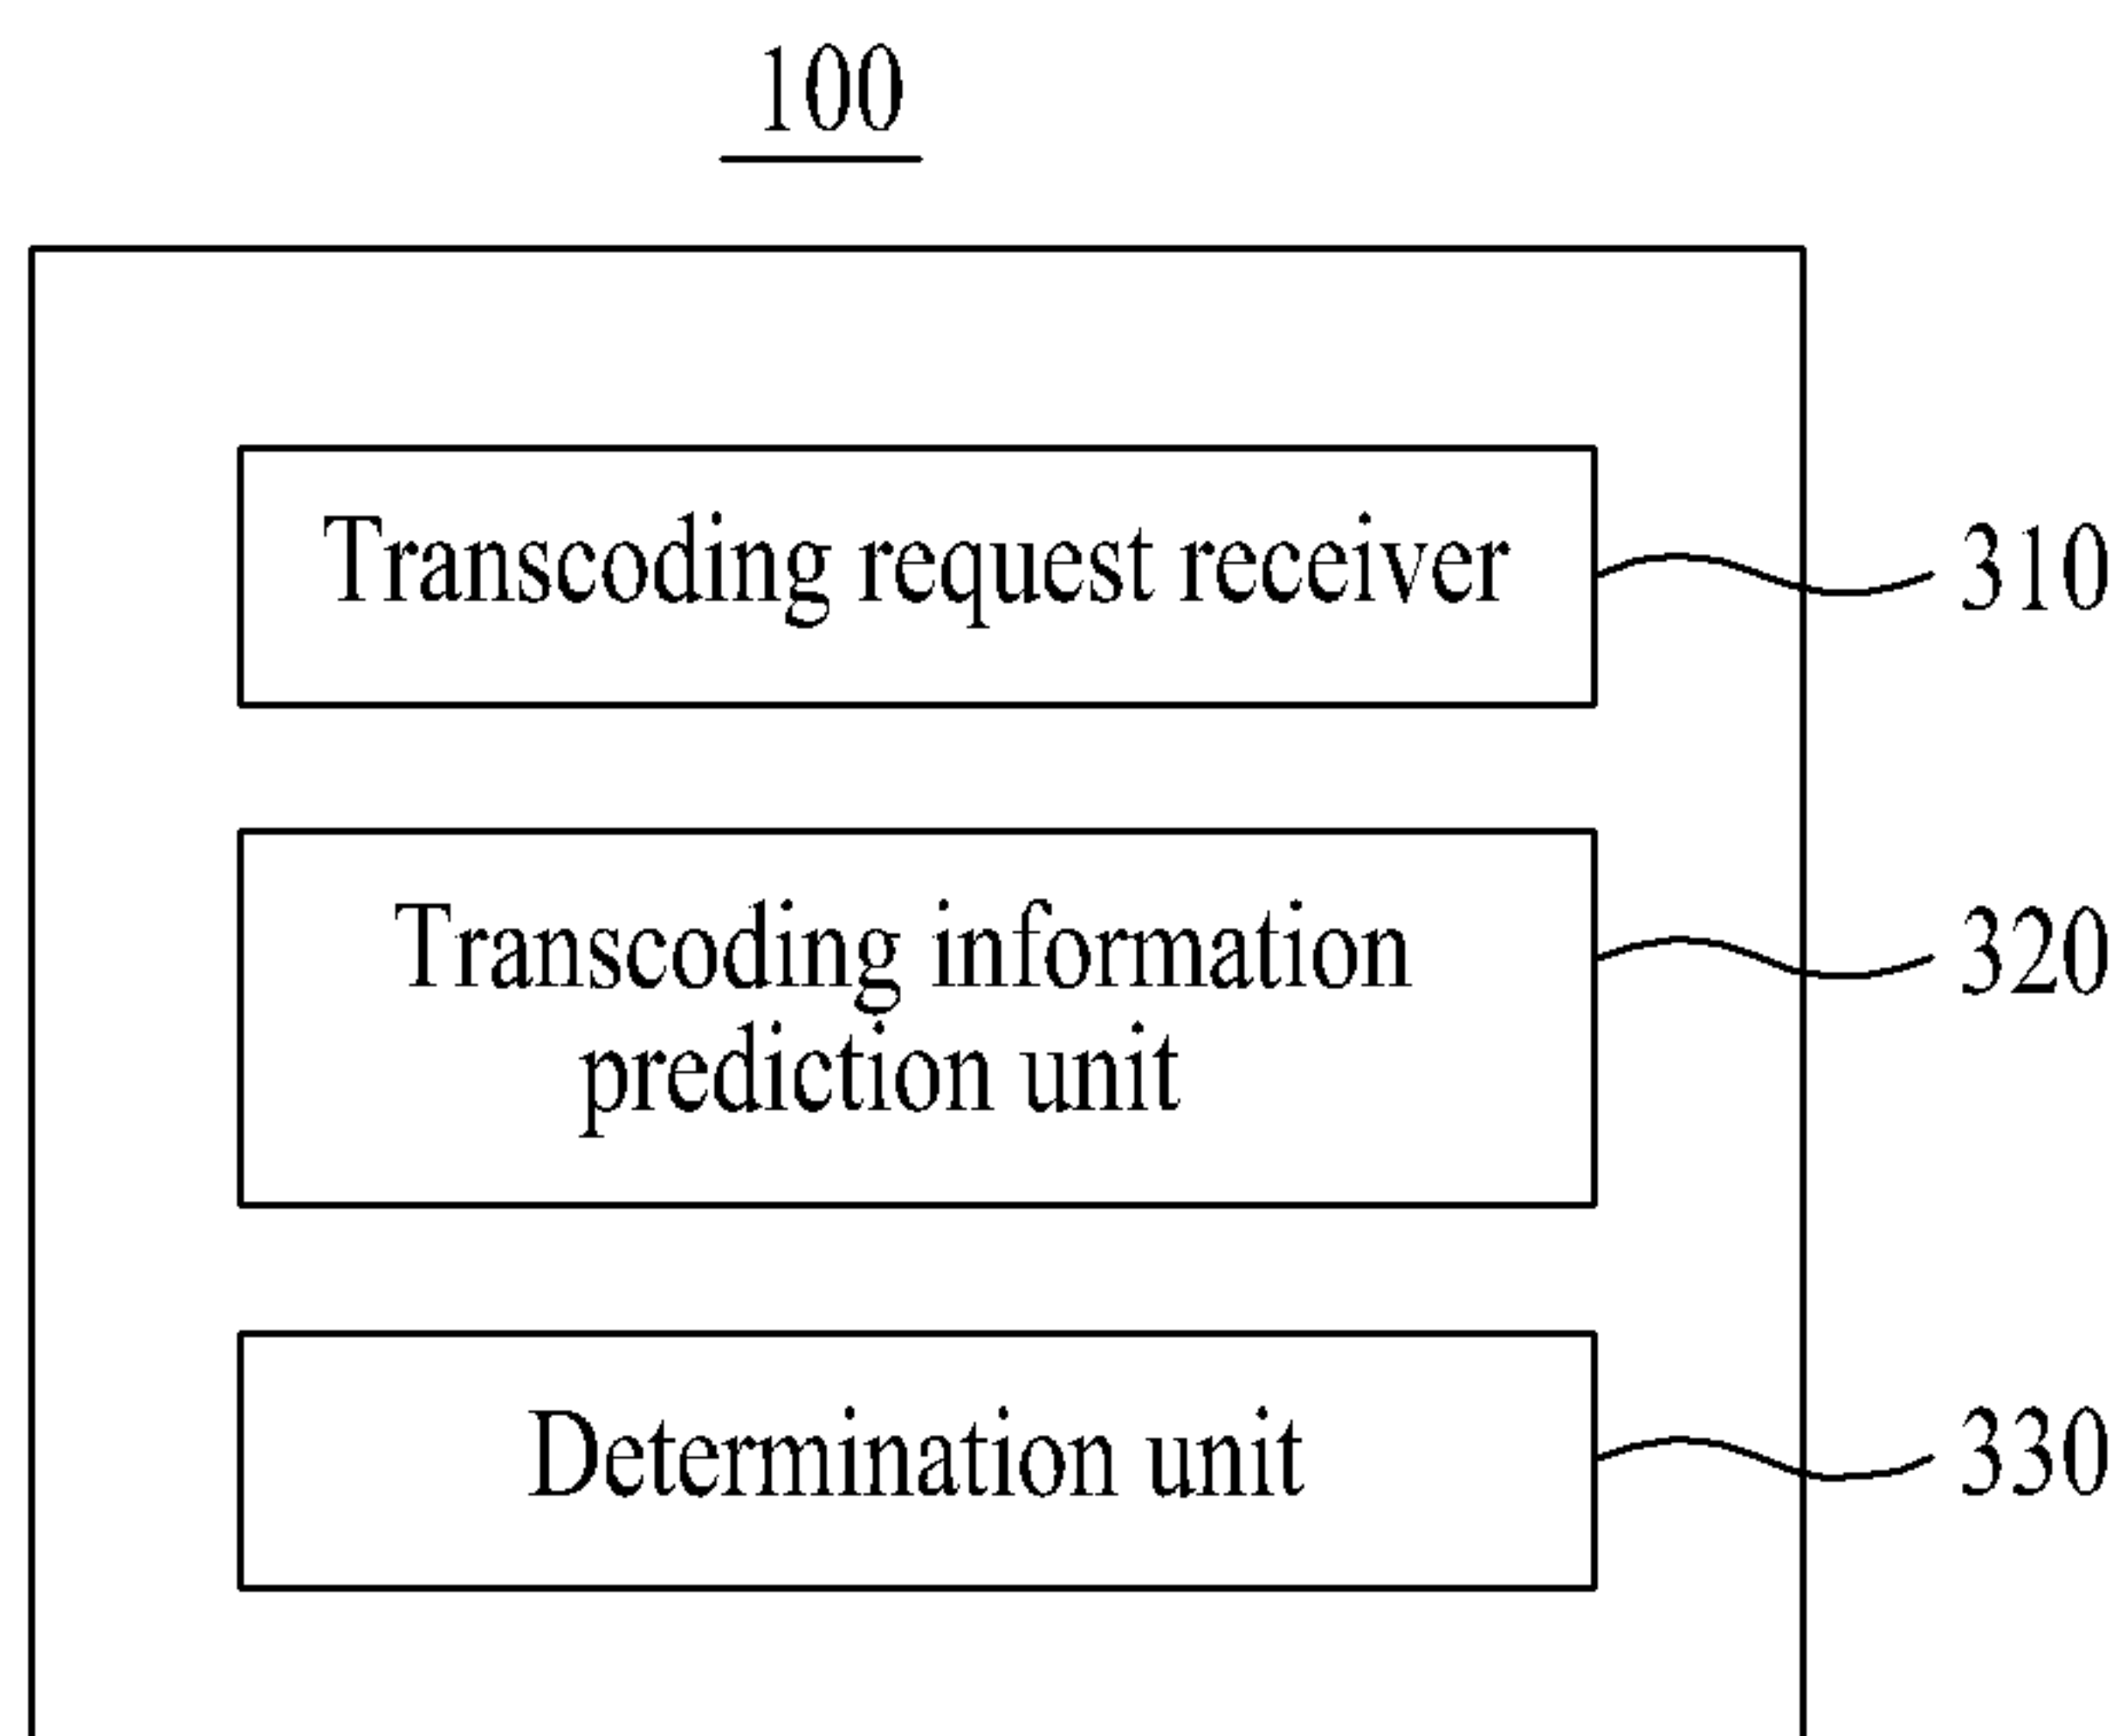 100
Transcoding request receiver
310
Transcoding information
prediction unit
320
Determination unit
330